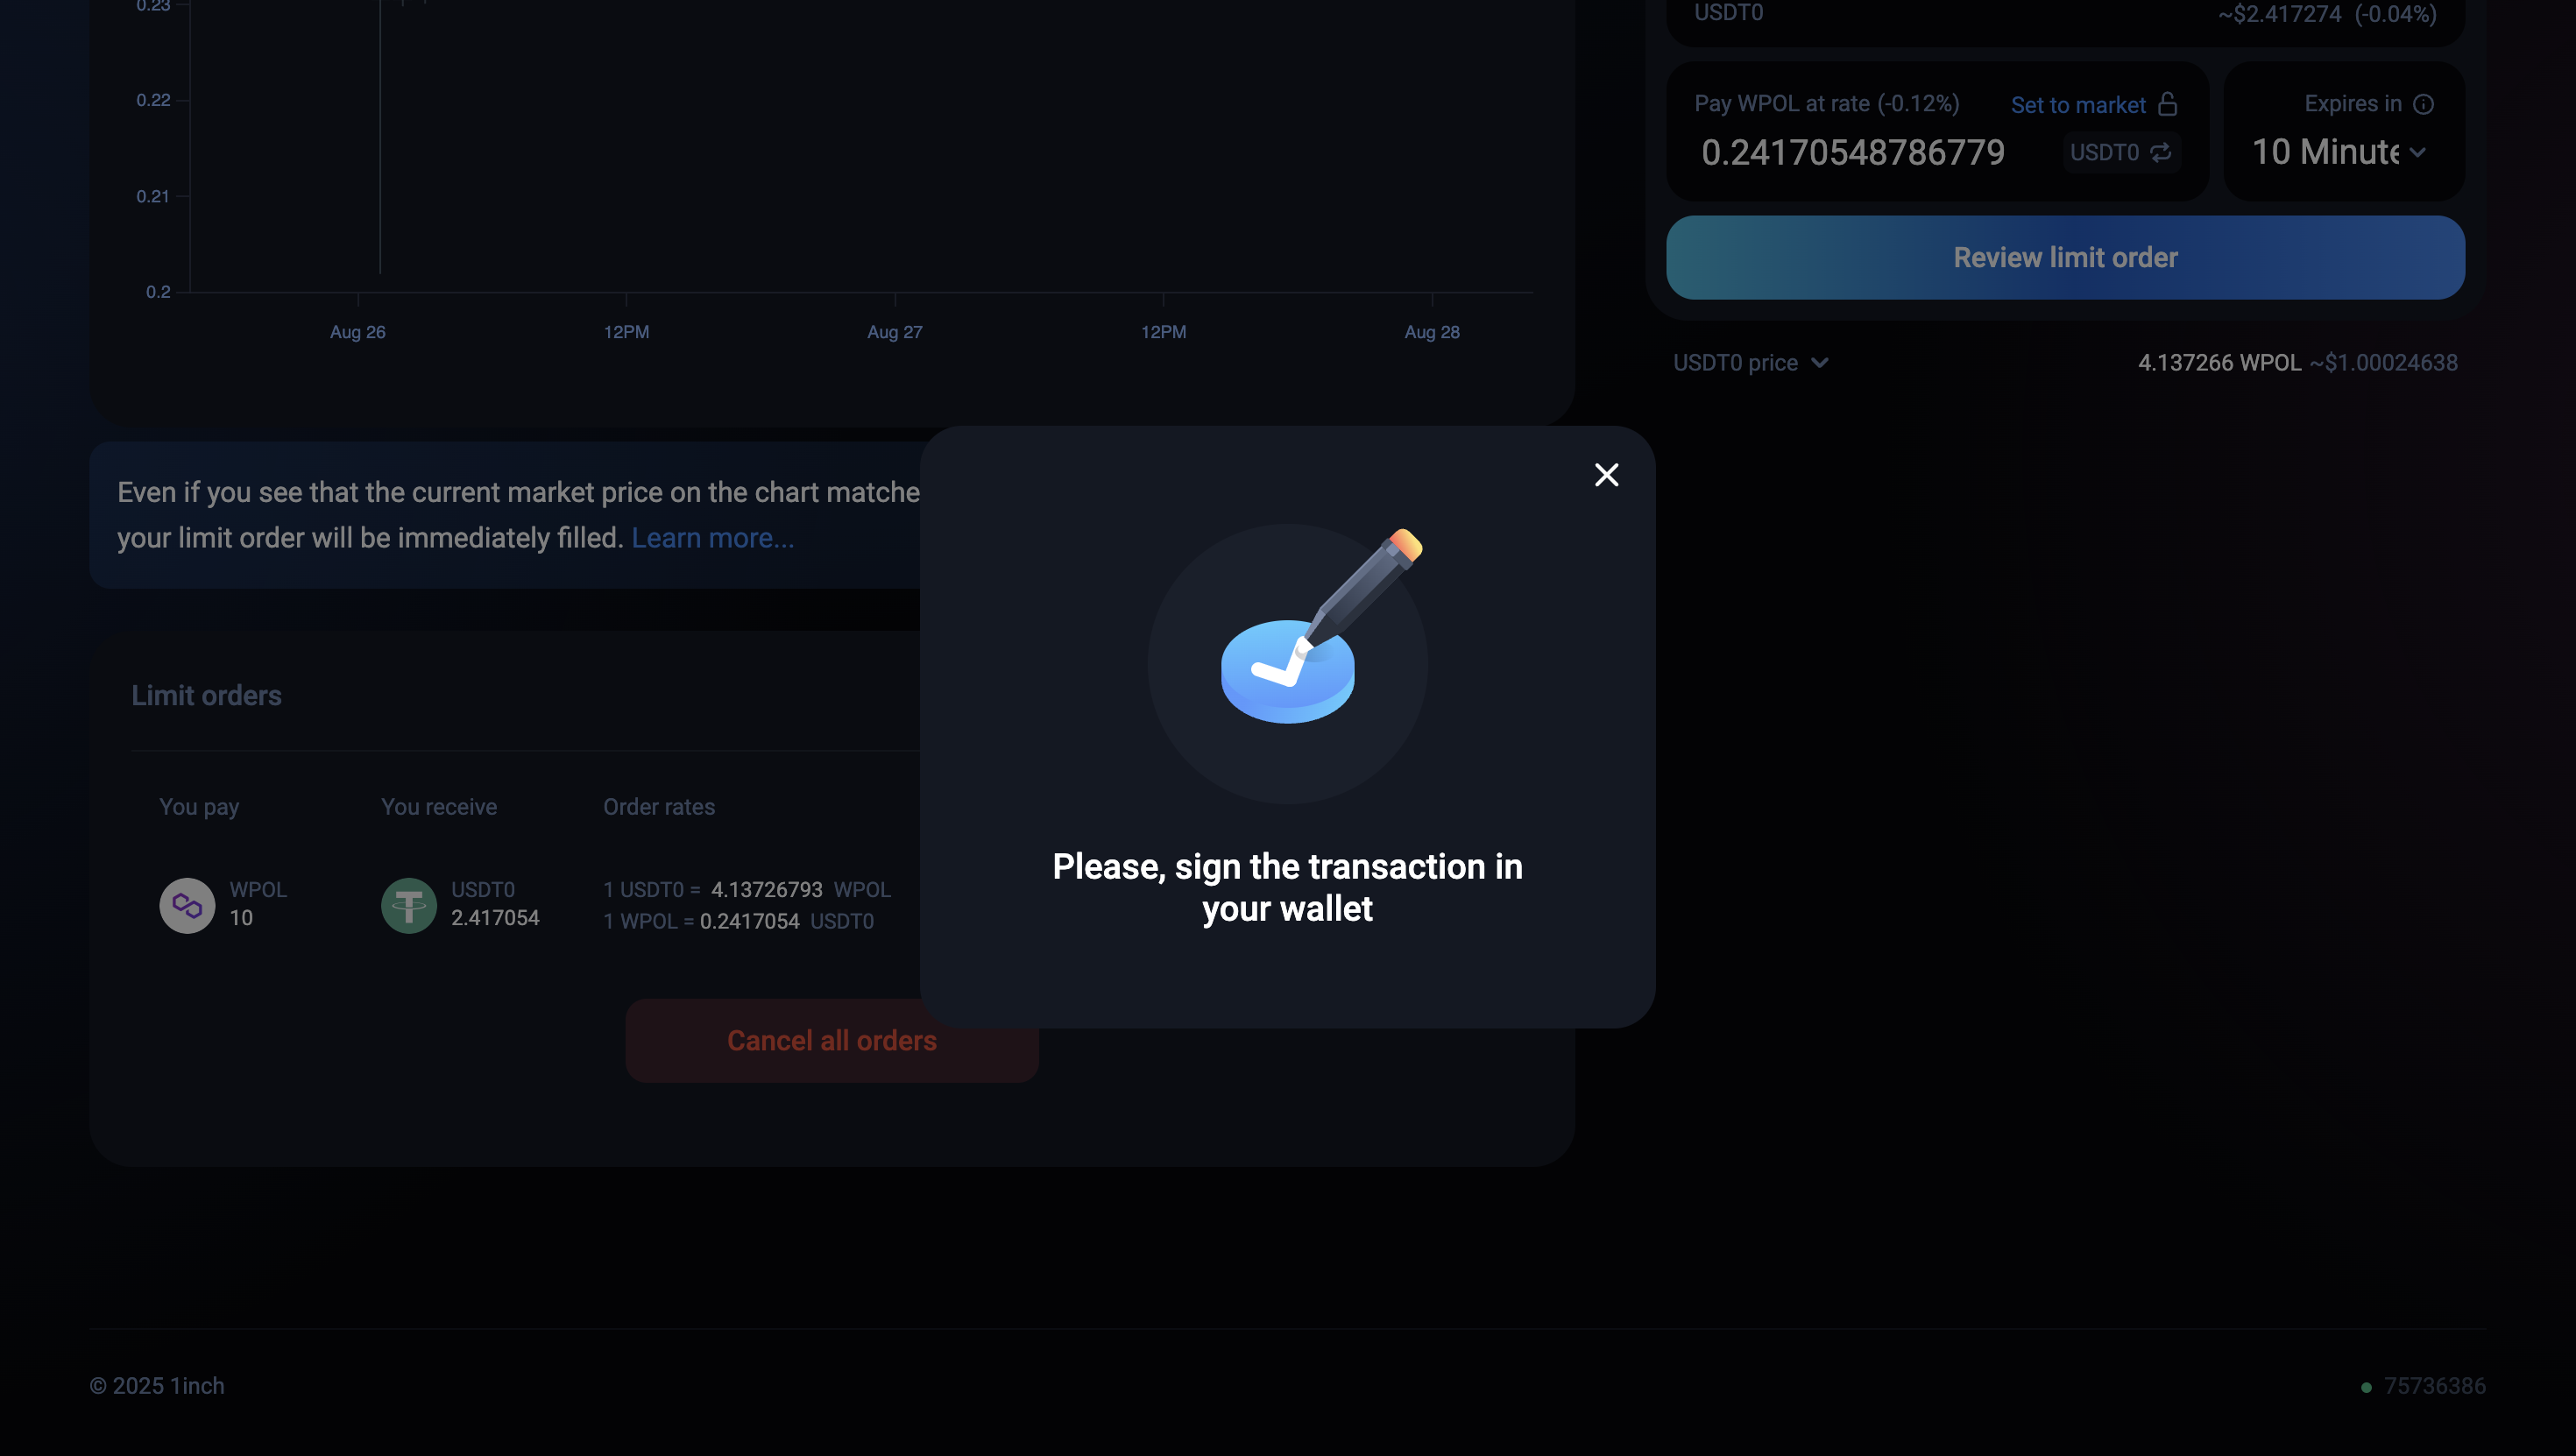 0.23
0.22
0.21
0.2
Aug 26
12PM
Aug 27
12PM
Aug 28
USDT0
~$2.417274 (-0.04%)
Pay WPOL at rate (-0.12%)
Set to market
0.24170548786779
USDT0
Expires in
10 Minute
Review limit order
USDT0 price
4.137266 WPOL ~$1.00024638
Even if you see that the current market price on the chart matche
your limit order will be immediately filled. Learn more...
Please, sign the transaction in
your wallet
Limit orders
You pay
You receive
Order rates
WPOL
10
USDT0
2.417054
1 USDT0 = 4.13726793 WPOL
1 WPOL = 0.2417054 USDT0
Cancel all orders
© 2025 1inch
75736386